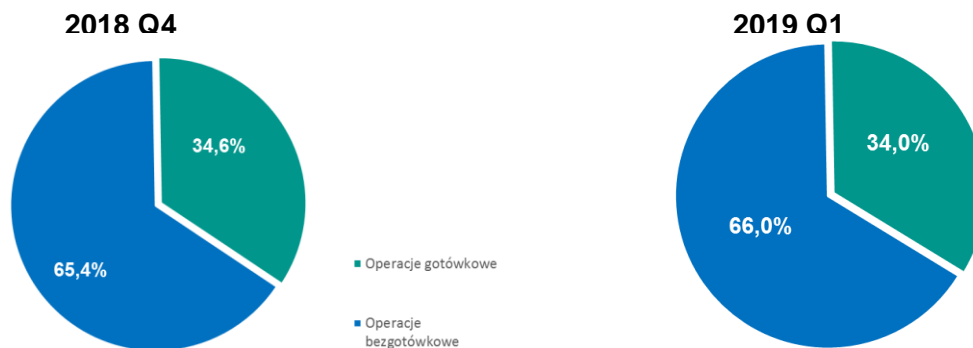 2018 Q4
34,6%
65,4%
Operacje gotówkowe
Operacje
bezgotówkowe
2019 Q1
34,0%
66,0%